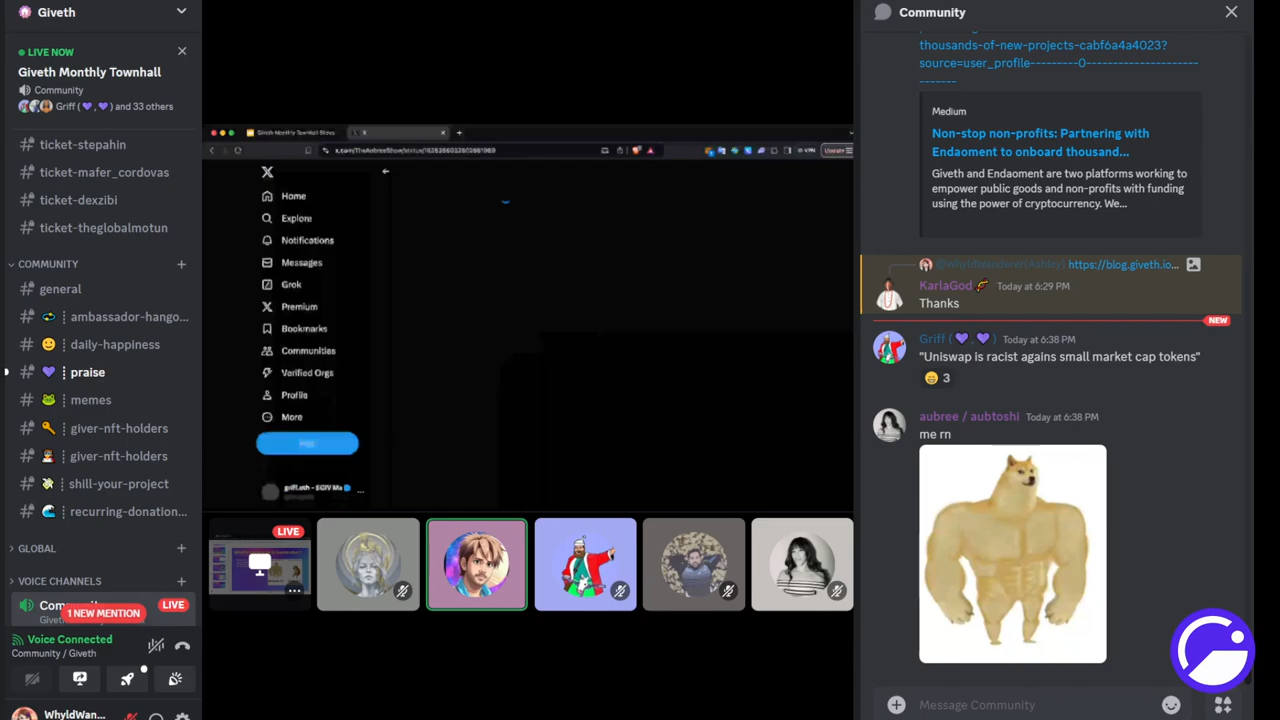 Giveth
LIVE NOW
Giveth Monthly Townhall
Community
Griff (💜,💜) and 33 others
ticket-stepahin
ticket-mafer_cordovas
ticket-dexzibi
ticket-theglobalmotun
COMMUNITY
general
ambassador-hango...
daily-happiness
praise
memes
giver-nft-holders
giver-nft-holders
shill-your-project
recurring-donation...
GLOBAL
VOICE CHANNELS
LIVE
1 NEW MENTION
Voice Connected
Community / Giveth
WhyldWan...
Giveth Monthly Townhall Slides
X
Home
Explore
Notifications
Messages
Grok
Premium
Bookmarks
Communities
Verified Orgs
Profile
More
LIVE
Community
thousands-of-new-projects-cabf6a4a4023?
source=user_profile---------0----------------------
-------
Medium
Non-stop non-profits: Partnering with
Endaoment to onboard thousand...
Giveth and Endaoment are two platforms working to
empower public goods and non-profits with funding
using the power of cryptocurrency. We...
@WhyldWanderer(Ashley) https://blog.giveth.io...
KarlaGod Today at 6:29 PM
Thanks
NEW
Griff (💜,💜) Today at 6:38 PM
"Uniswap is racist agains small market cap tokens"
😁 3
aubree / aubtoshi Today at 6:38 PM
me rn
Message Community